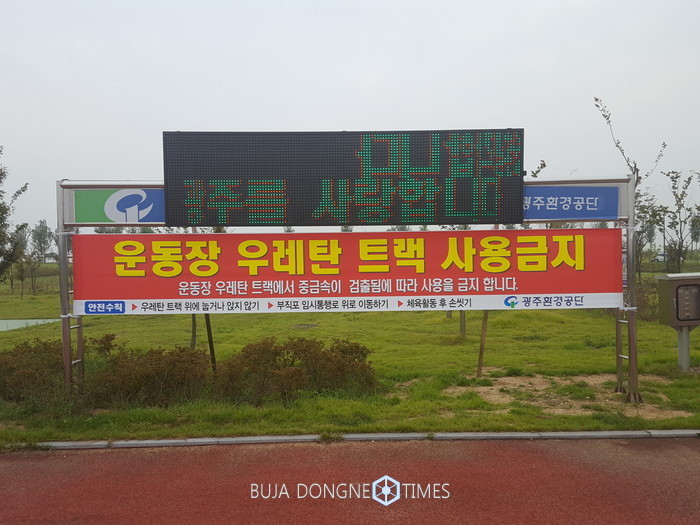 광주를 사랑합니
광주환경공단
운동장 우레탄 트랙 사용금지
운동장 우레탄 트랙에서 중금속이 검출됨에 따라 사용을 금지 합니다.
안전수칙 ▶ 우레탄 트랙 위에 눕거나 앉지 않기 ▶ 부직포 임시통행로 위로 이동하기 ▶ 체육활동 후 손씻기 광주환경공단
BUJA DONGNE TIMES